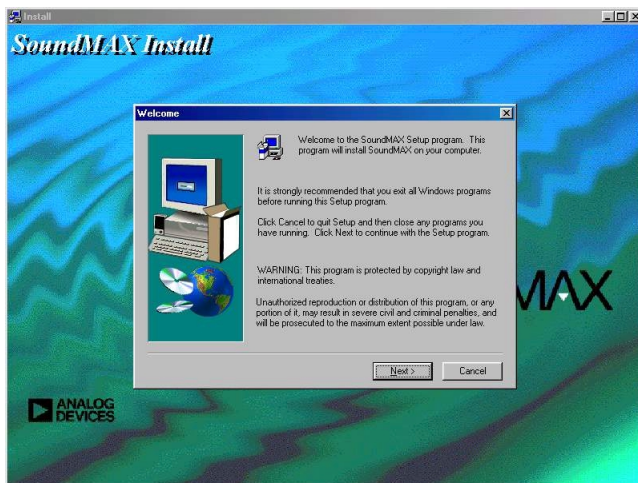 Install
SoundMAX Install
Welcome
Welcome to the SoundMAX Setup program. This
program will install SoundMAX on your computer.
It is strongly recommended that you exit all Windows programs
before running this Setup program.
Click Cancel to quit Setup and then close any programs you
have running. Click Next to continue with the Setup program.
WARNING: This program is protected by copyright law and
international treaties.
Unauthorized reproduction or distribution of this program, or any
portion of it, may result in severe civil and criminal penalties, and
will be prosecuted to the maximum extent possible under law.
MAX
Next >
Cancel
ANALOG
DEVICES